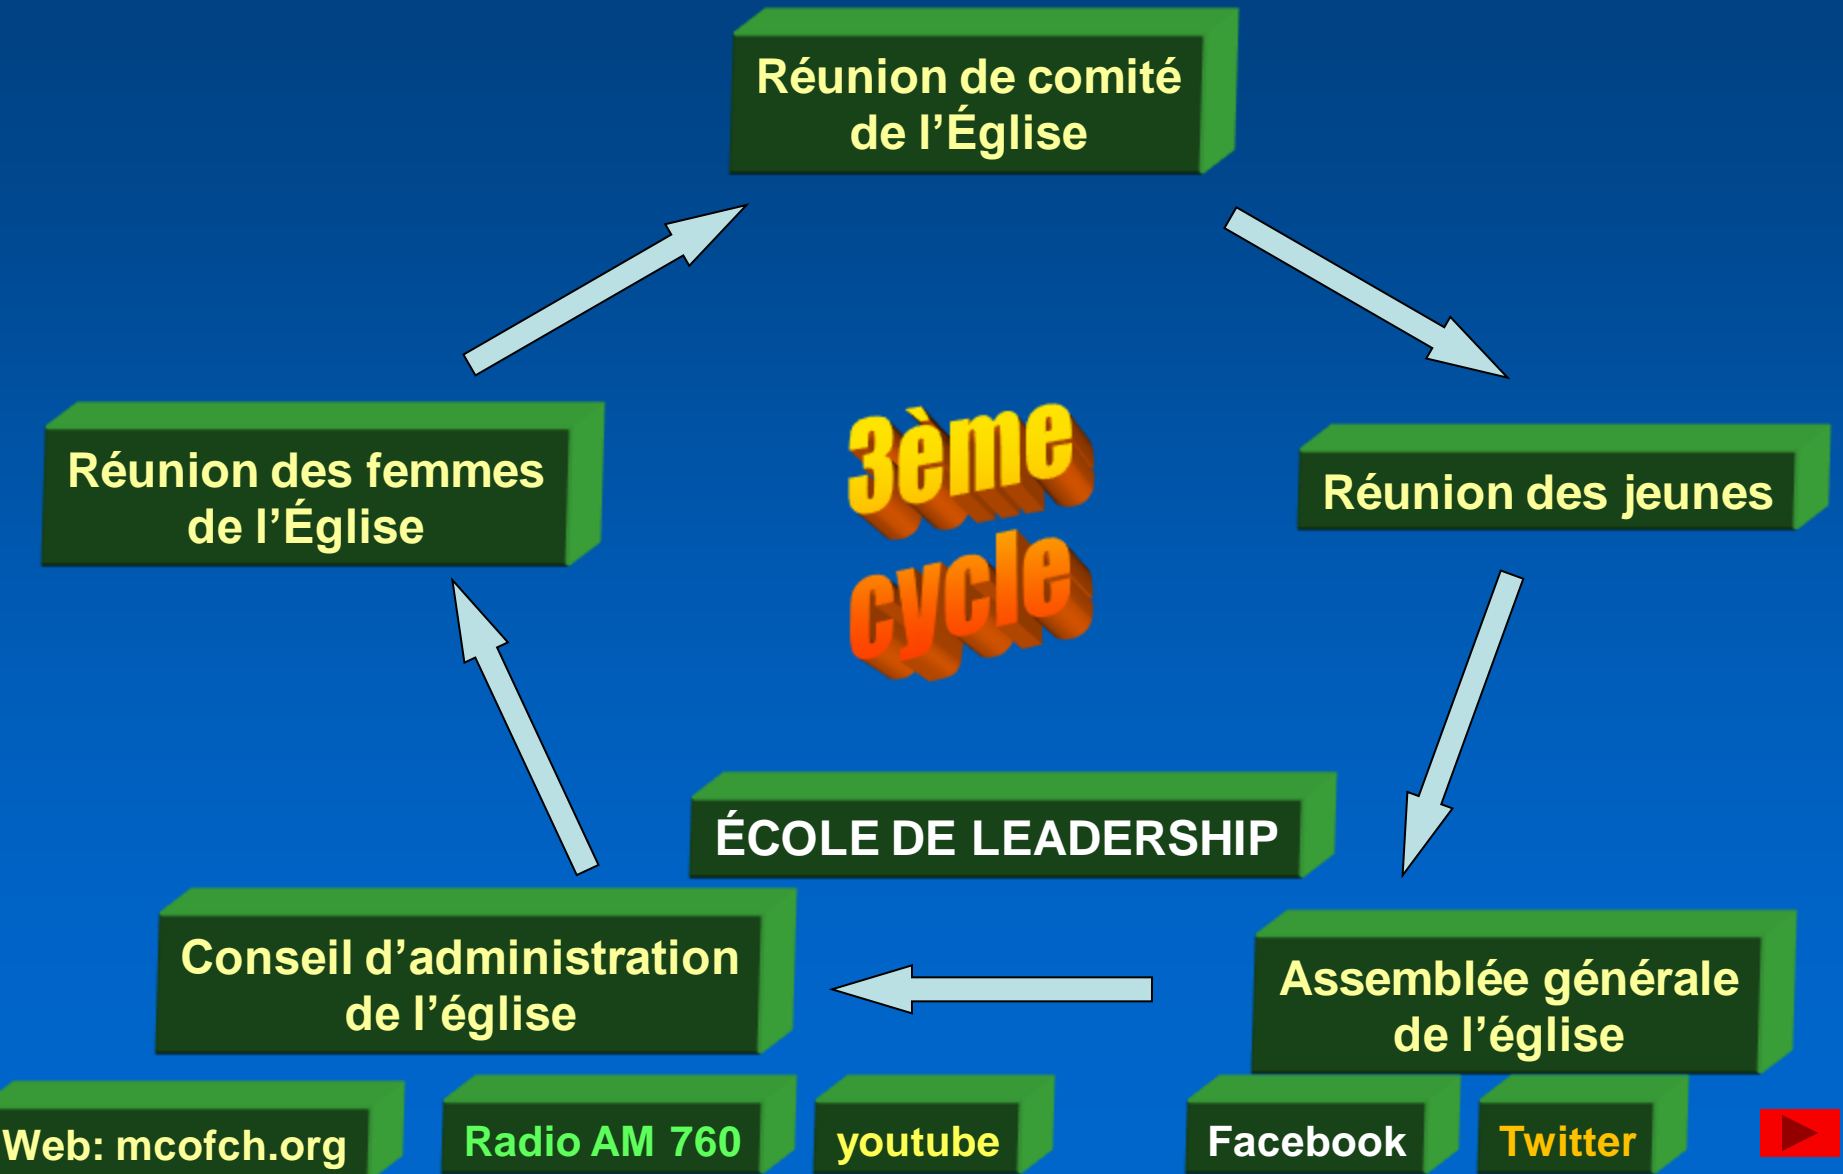 Réunion de comité
de l’Église
Réunion des femmes
de l’Église
3ème
cycle
Réunion des jeunes
ÉCOLE DE LEADERSHIP
Conseil d’administration
de l’église
Assemblée générale
de l’église
Web: mcofch.org
Radio AM 760
youtube
Facebook
Twitter